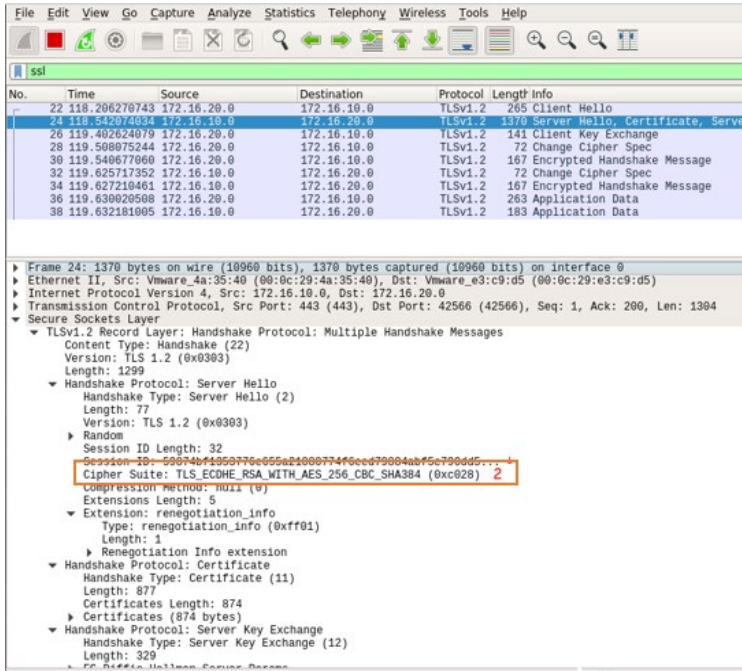 File Edit View Go Capture Analyze Statistics Telephony Wireless Tools Help
ssl
No. Time Source Destination Protocol Length Info
22 118.206270743 172.16.20.0 172.16.10.0 TLSv1.2 265 Client Hello
24 118.542074034 172.16.10.0 172.16.20.0 TLSv1.2 1370 Server Hello, Certificate, Serve
26 119.402624079 172.16.20.0 172.16.10.0 TLSv1.2 141 Client Key Exchange
28 119.508075244 172.16.20.0 172.16.10.0 TLSv1.2 72 Change Cipher Spec
30 119.540677060 172.16.20.0 172.16.10.0 TLSv1.2 167 Encrypted Handshake Message
32 119.625717352 172.16.10.0 172.16.20.0 TLSv1.2 72 Change Cipher Spec
34 119.627210461 172.16.10.0 172.16.20.0 TLSv1.2 167 Encrypted Handshake Message
36 119.630020508 172.16.20.0 172.16.10.0 TLSv1.2 263 Application Data
38 119.632181005 172.16.10.0 172.16.20.0 TLSv1.2 183 Application Data
Frame 24: 1370 bytes on wire (10960 bits), 1370 bytes captured (10960 bits) on interface 0
Ethernet II, Src: Vmware_4a:35:40 (00:0c:29:4a:35:40), Dst: Vmware_e3:c9:d5 (00:0c:29:e3:c9:d5)
Internet Protocol Version 4, Src: 172.16.10.0, Dst: 172.16.20.0
Transmission Control Protocol, Src Port: 443 (443), Dst Port: 42566 (42566), Seq: 1, Ack: 200, Len: 1304
Secure Sockets Layer
TLSv1.2 Record Layer: Handshake Protocol: Multiple Handshake Messages
Content Type: Handshake (22)
Version: TLS 1.2 (0x0303)
Length: 1299
Handshake Protocol: Server Hello
Handshake Type: Server Hello (2)
Length: 77
Version: TLS 1.2 (0x0303)
Random
Session ID Length: 32
Session ID:
Cipher Suite: TLS_ECDHE_RSA_WITH_AES_256_CBC_SHA384 (0xc028) 2
Compression Method: null (0)
Extensions Length: 5
Extension: renegotiation_info
Type: renegotiation_info (0xff01)
Length: 1
Renegotiation Info extension
Handshake Protocol: Certificate
Handshake Type: Certificate (11)
Length: 877
Certificates Length: 874
Certificates (874 bytes)
Handshake Protocol: Server Key Exchange
Handshake Type: Server Key Exchange (12)
Length: 329
EC Diffie-Hellman Server Params